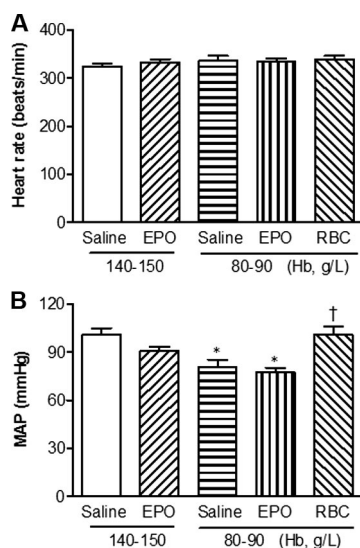 A
Heart rate (beats/min)
400
300
200
100
0
Saline EPO Saline EPO RBC
140-150 80-90 (Hb, g/L)
B
MAP (mmHg)
120
90
60
30
0
* * †
Saline EPO Saline EPO RBC
140-150 80-90 (Hb, g/L)